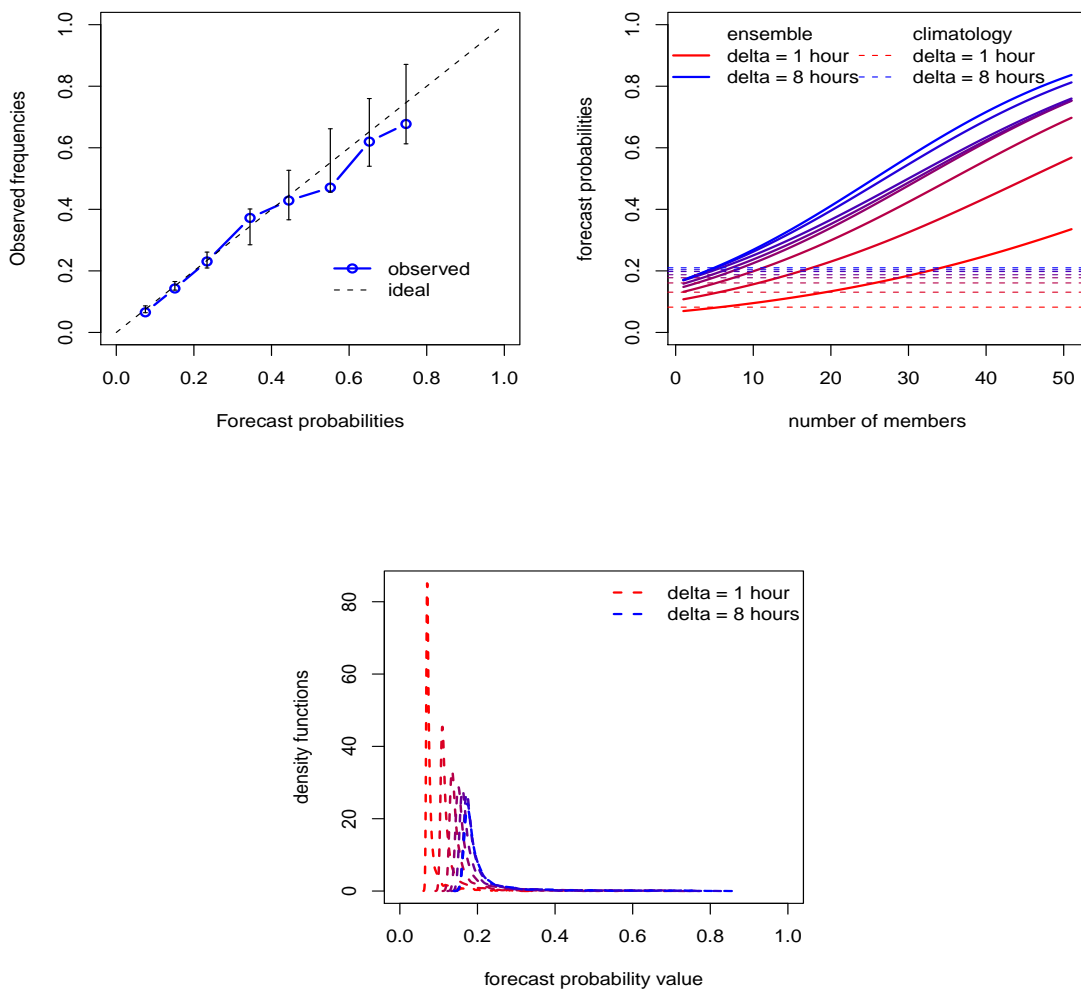 Observed frequencies
1.0
0.8
0.6
0.4
0.2
0.0
observed
ideal
0.0 0.2 0.4 0.6 0.8 1.0
Forecast probabilities
forecast probabilities
1.0
0.8
0.6
0.4
0.2
0.0
ensemble climatology
delta = 1 hour delta = 1 hour
delta = 8 hours delta = 8 hours
0 10 20 30 40 50
number of members
density functions
80
60
40
20
0
delta = 1 hour
delta = 8 hours
0.0 0.2 0.4 0.6 0.8 1.0
forecast probability value